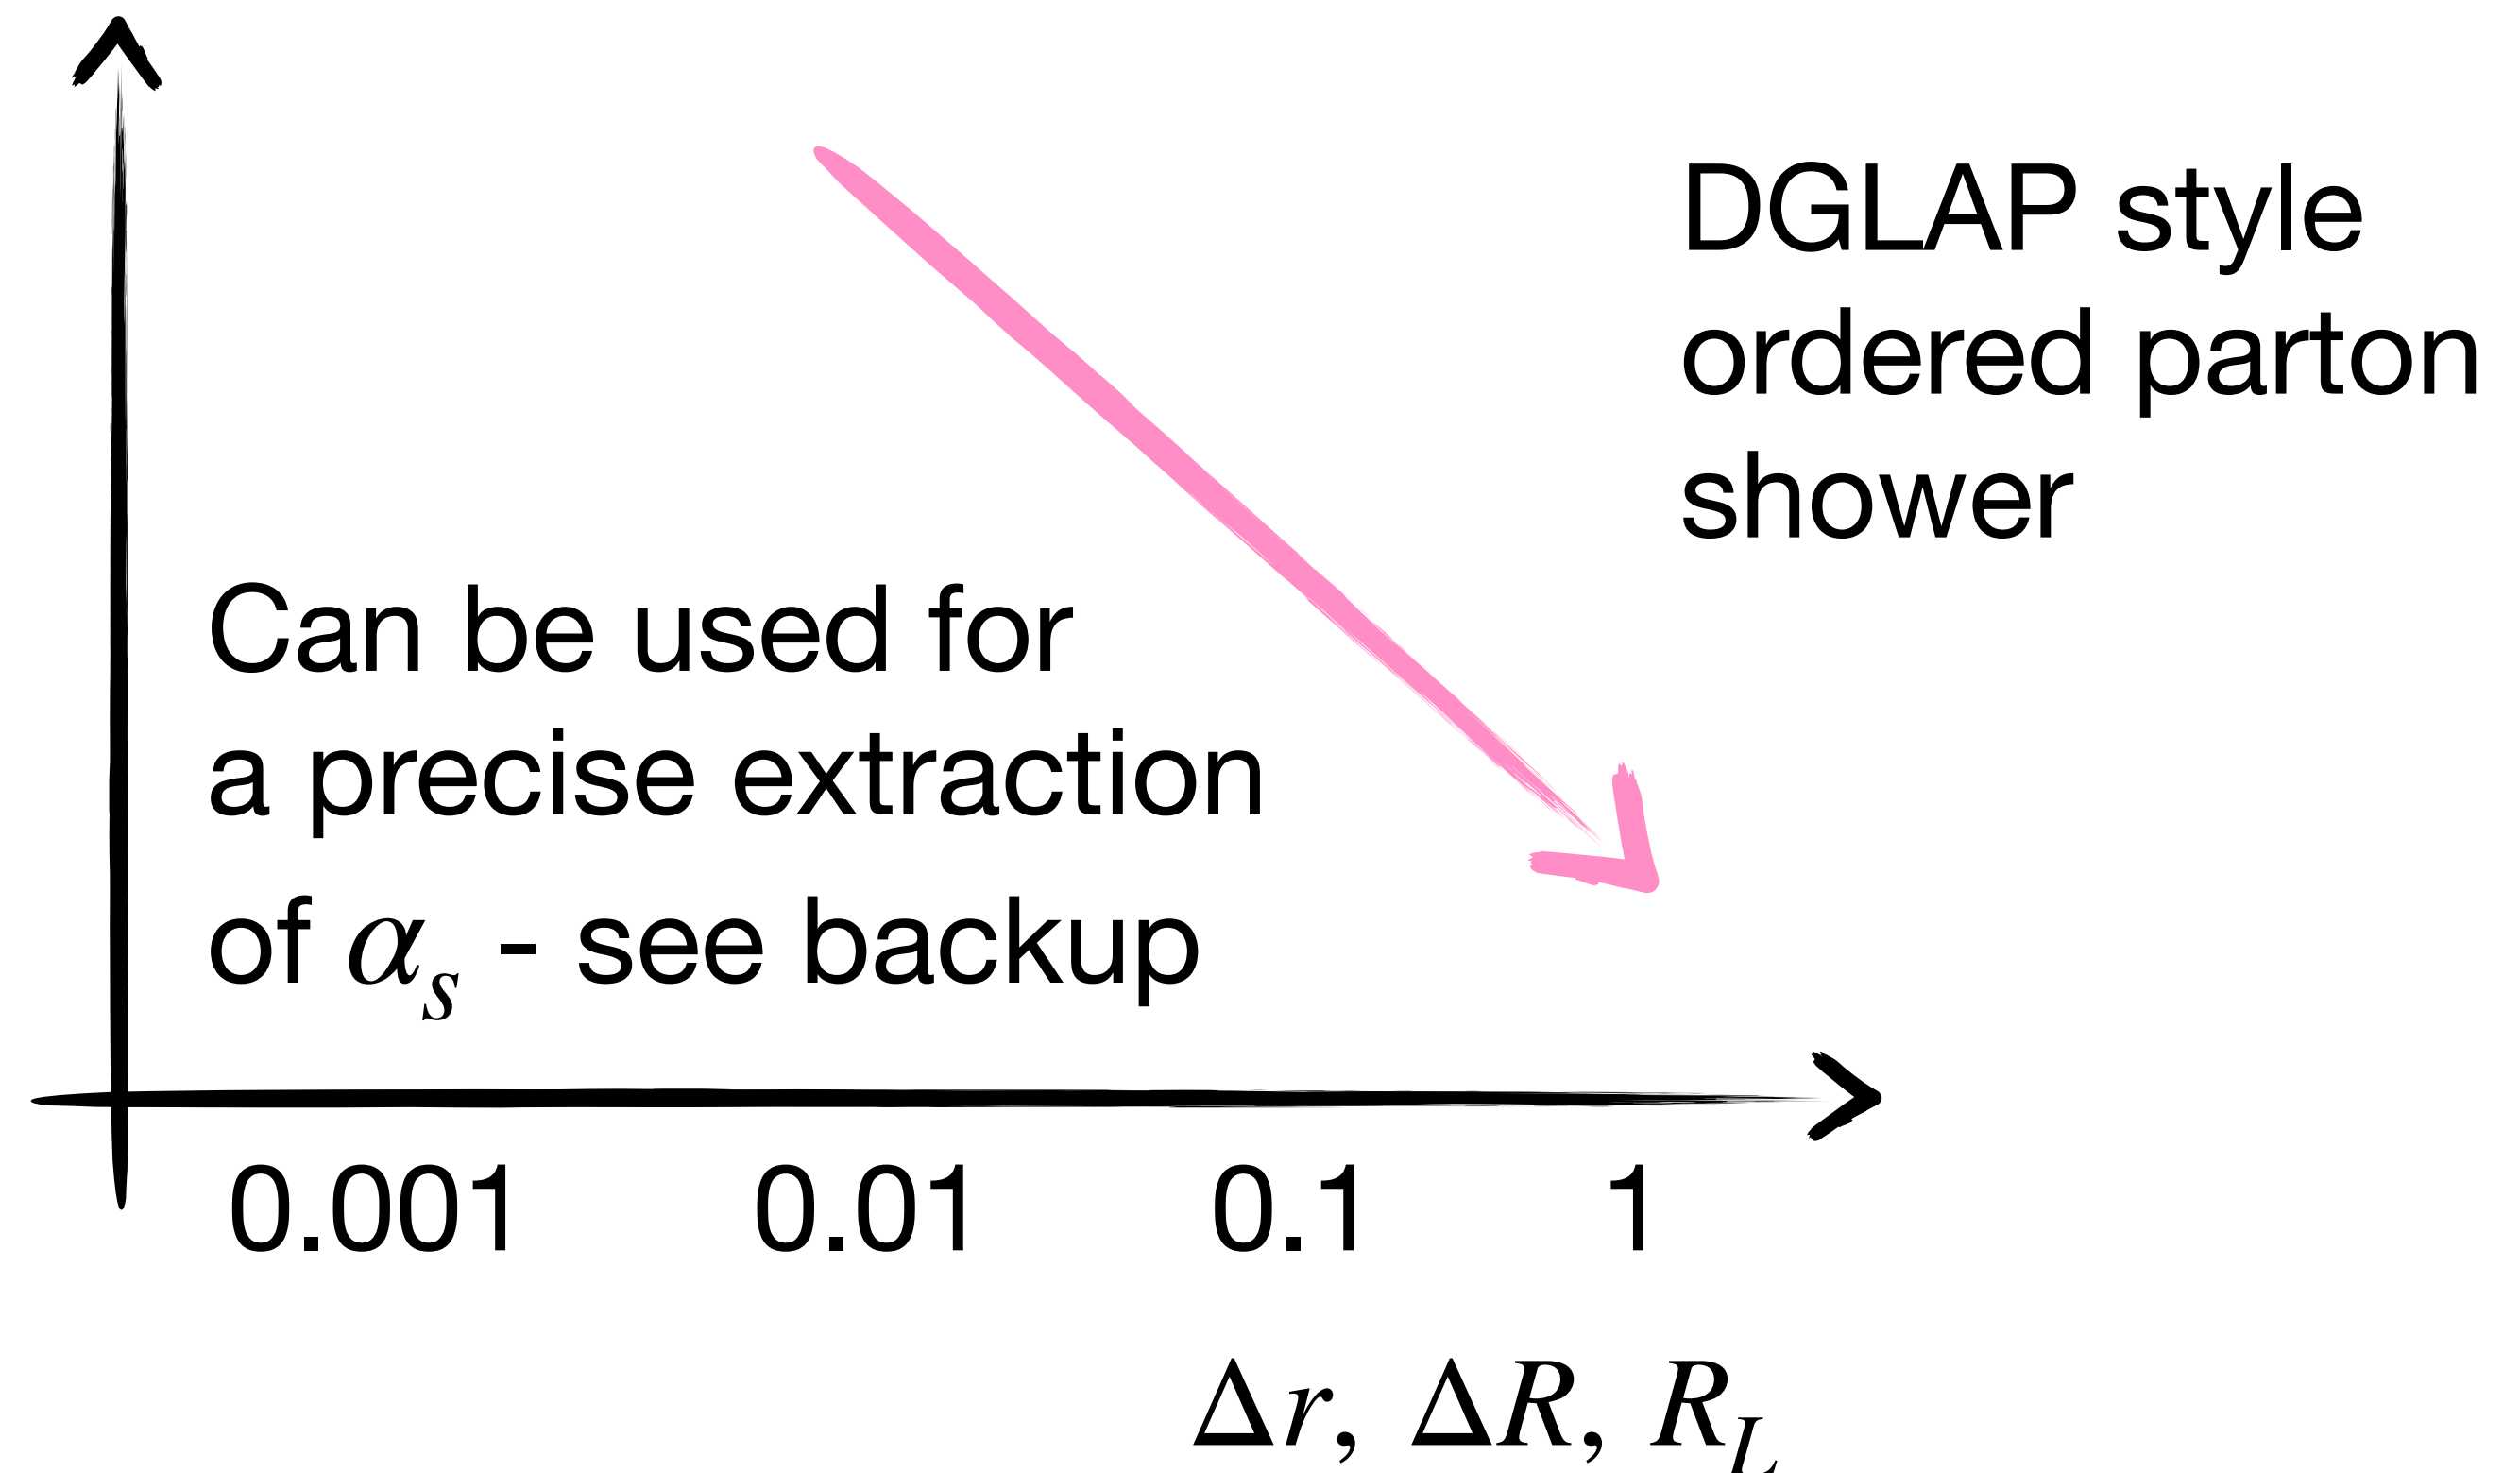 DGLAP style
ordered parton
shower
Can be used for
a precise extraction
of αₛ - see backup
0.001 0.01 0.1 1
Δr, ΔR, R_L